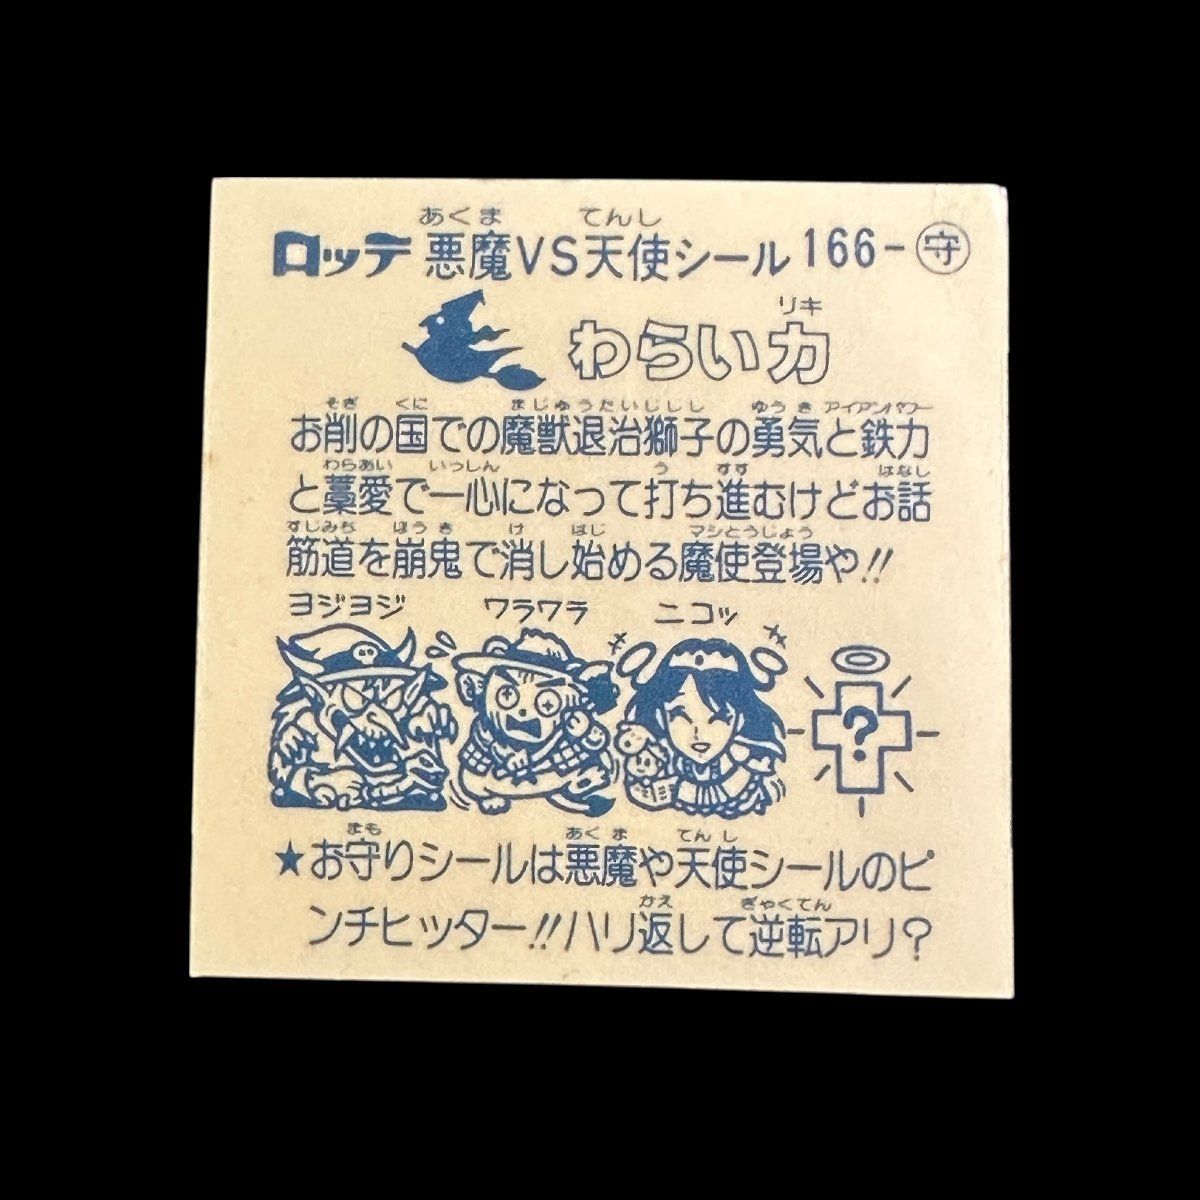 あくま てんし
ロッテ 悪魔VS天使シール 166-守
リキ
わらい力
そぎ くに まじゅうたいじしし ゆうき アイアンパワー
お削の国での魔獣退治獅子の勇気と鉄力
わらあい いっしん う すす はなし
と藁愛で一心になって打ち進むけどお話
すじみち ほうき け はじ マシとうじょう
筋道を崩鬼で消し始める魔使登場や!!
ヨジヨジ ワラワラ ニコッ
?
まも あくま てんし
★お守りシールは悪魔や天使シールのピ
かえ ぎゃくてん
ンチヒッター!!ハリ返して逆転アリ?